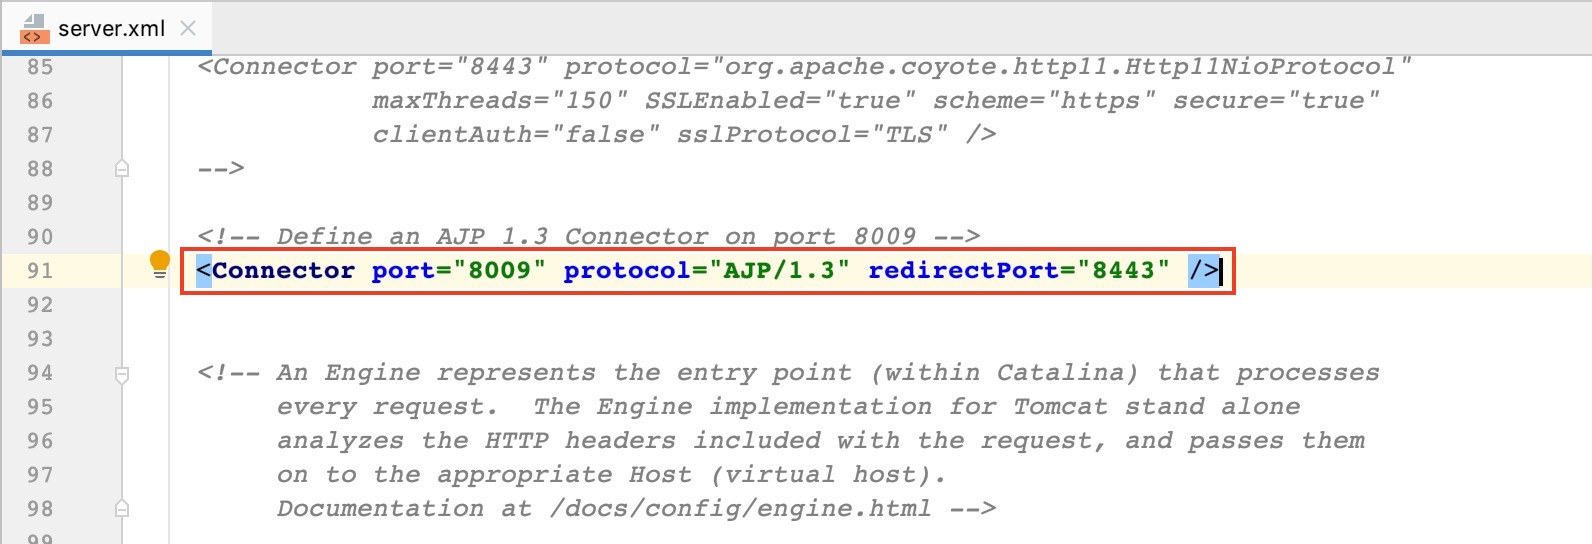 server.xml
85 <Connector port="8443" protocol="org.apache.coyote.http11.Http11NioProtocol"
86 maxThreads="150" SSLEnabled="true" scheme="https" secure="true"
87 clientAuth="false" sslProtocol="TLS" />
88 -->
89
90 <!-- Define an AJP 1.3 Connector on port 8009 -->
91 <Connector port="8009" protocol="AJP/1.3" redirectPort="8443" />
92
93
94 <!-- An Engine represents the entry point (within Catalina) that processes
95 every request.  The Engine implementation for Tomcat stand alone
96 analyzes the HTTP headers included with the request, and passes them
97 on to the appropriate Host (virtual host).
98 Documentation at /docs/config/engine.html -->
99